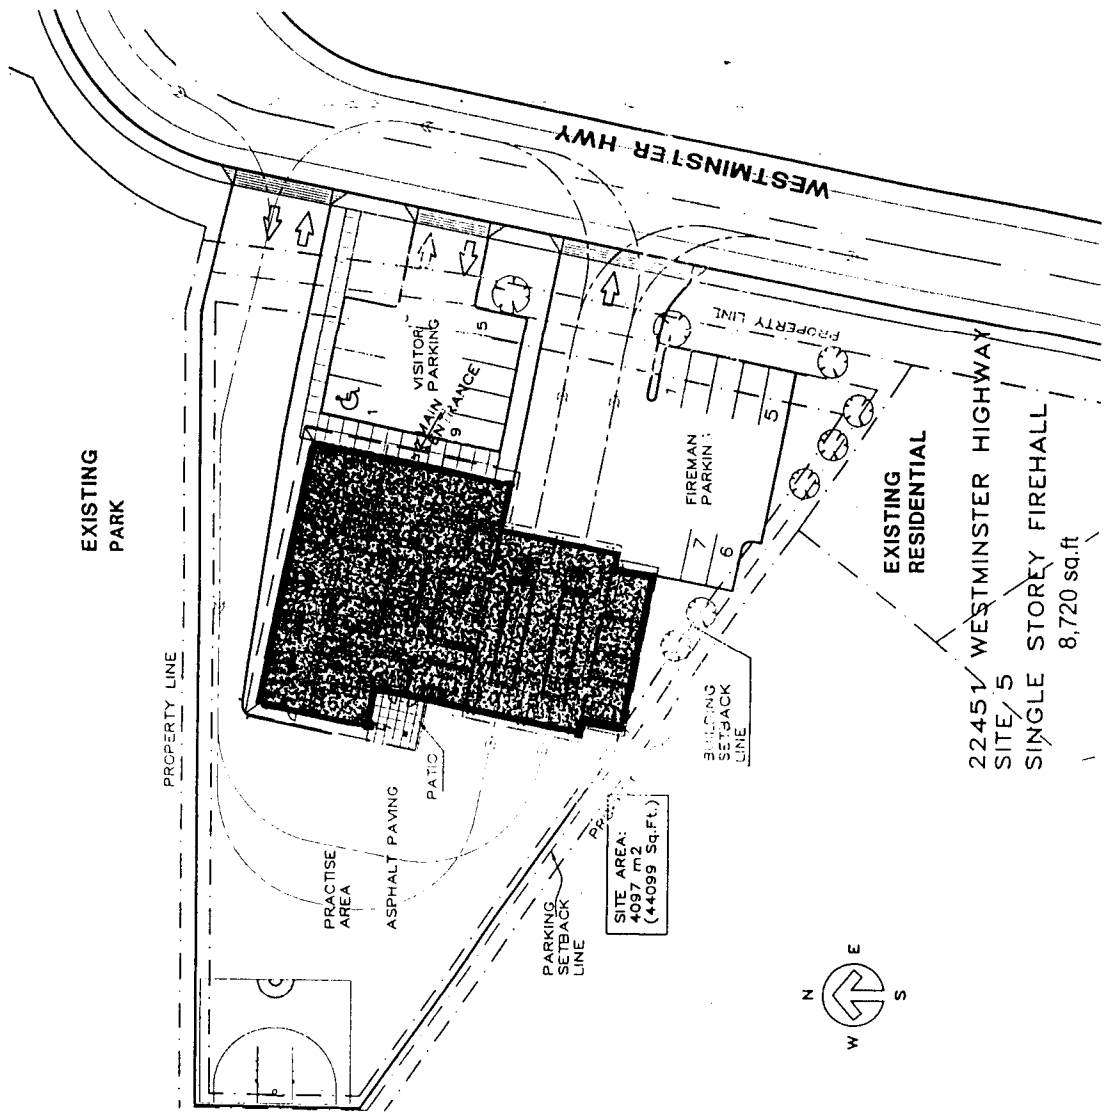 EXISTING
PARK
WESTMINSTER HWY
PROPERTY LINE
VISITOR
PARKING
MAIN
ENTRANCE
1
5
9
PROPERTY LINE
FIREMAN
PARKING
1
5
7
6
EXISTING
RESIDENTIAL
22451 WESTMINSTER HIGHWAY
SITE 5
SINGLE STOREY FIREHALL
8,720 sq.ft
BUILDING
SETBACK
LINE
PATIO
ASPHALT PAVING
PRACTISE
AREA
SITE AREA:
4097 m2
(44099 Sq.Ft.)
PARKING
SETBACK
LINE
N
E
S
W